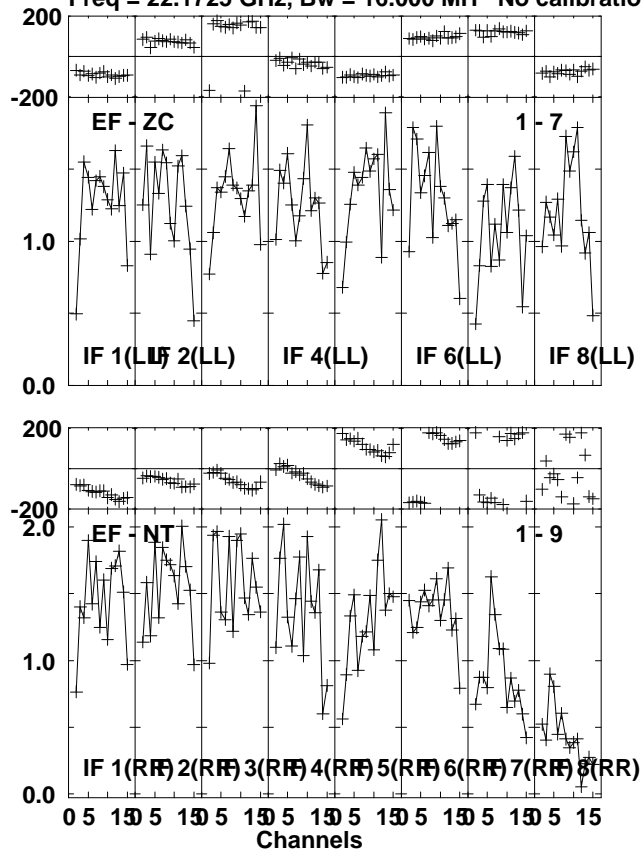 Freq = 22.1725 GHz, Bw = 16.000 MH No calibratio
200
-200
EF - ZC 1 - 7
1.0
IF 1(LL) IF 2(LL) IF 4(LL) IF 6(LL) IF 8(LL)
0.0
200
-200
2.0
EF - NT 1 - 9
1.0
IF 1(RR) IF 2(RR) IF 3(RR) IF 4(RR) IF 5(RR) IF 6(RR) IF 7(RR) IF 8(RR)
0.0
0 5 15 0 5 15 0 5 15 0 5 15 0 5 15 0 5 15 0 5 15 0 5 15
Channels